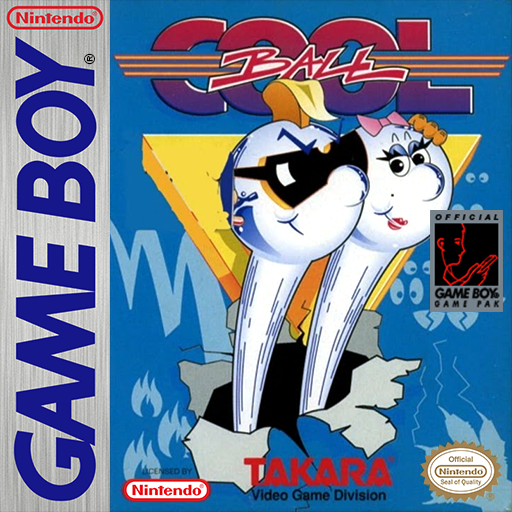 Nintendo
GAME BOY
®
COOL
BALL
OFFICIAL
GAME BOY®
GAME PAK
LICENSED BY
Nintendo
TAKARA®
Video Game Division
Official
Nintendo
Seal of Quality